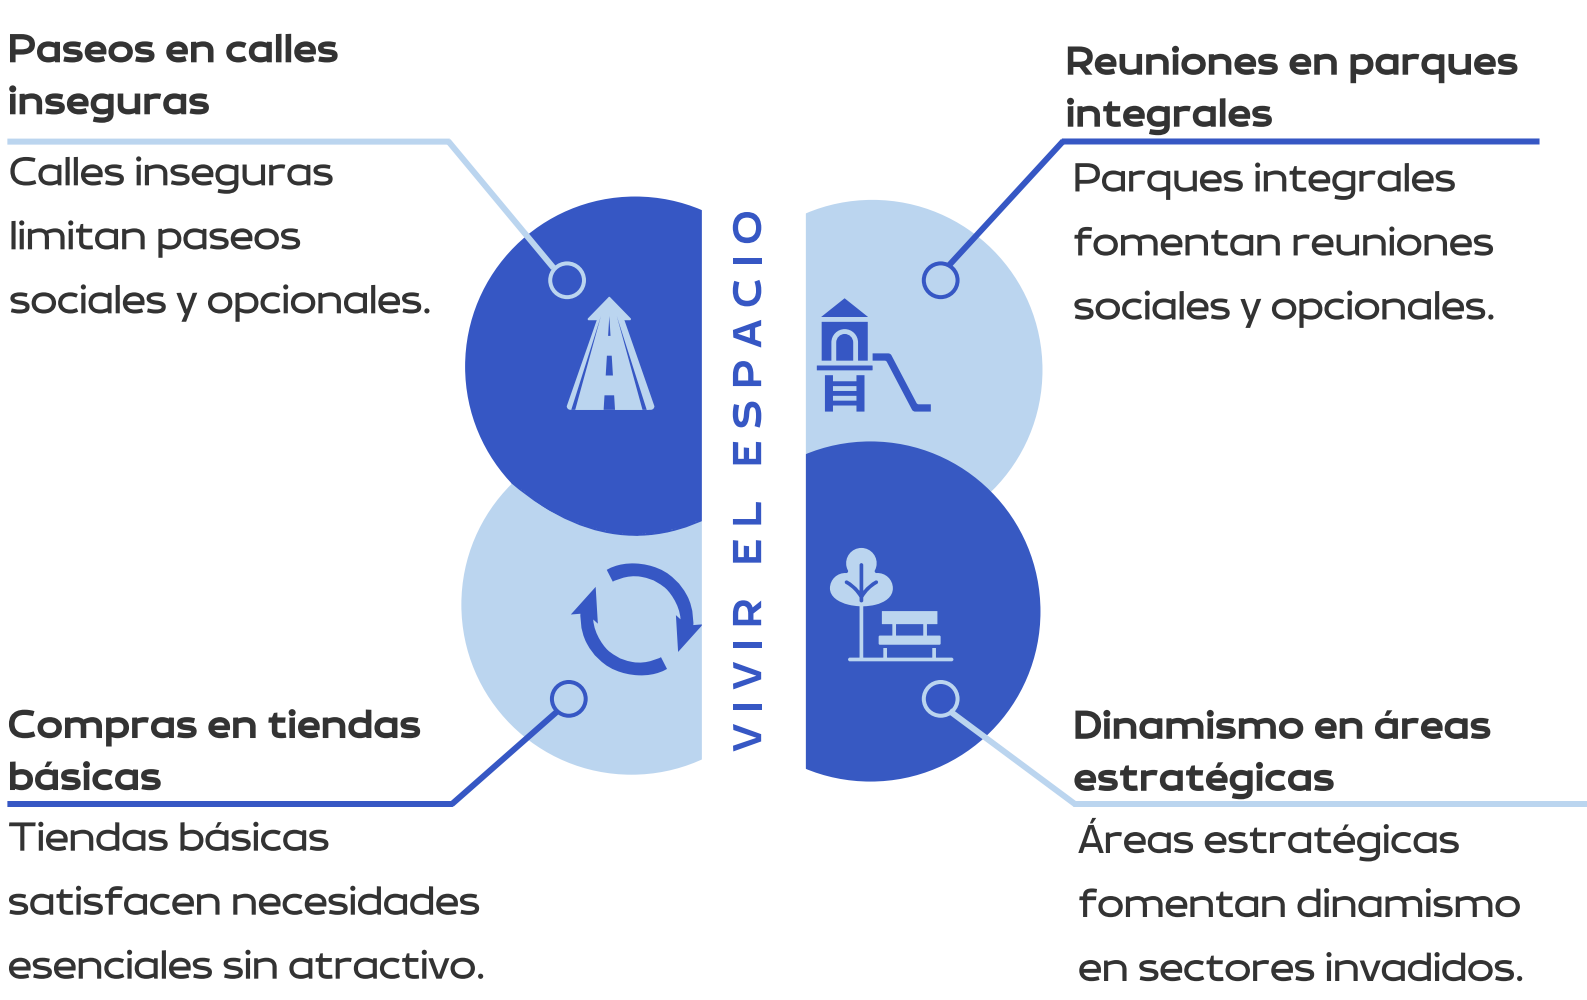 Paseos en calles
inseguras
Calles inseguras
limitan paseos
sociales y opcionales.
Reuniones en parques
integrales
Parques integrales
fomentan reuniones
sociales y opcionales.
VIVIR EL ESPACIO
Compras en tiendas
básicas
Tiendas básicas
satisfacen necesidades
esenciales sin atractivo.
Dinamismo en áreas
estratégicas
Áreas estratégicas
fomentan dinamismo
en sectores invadidos.